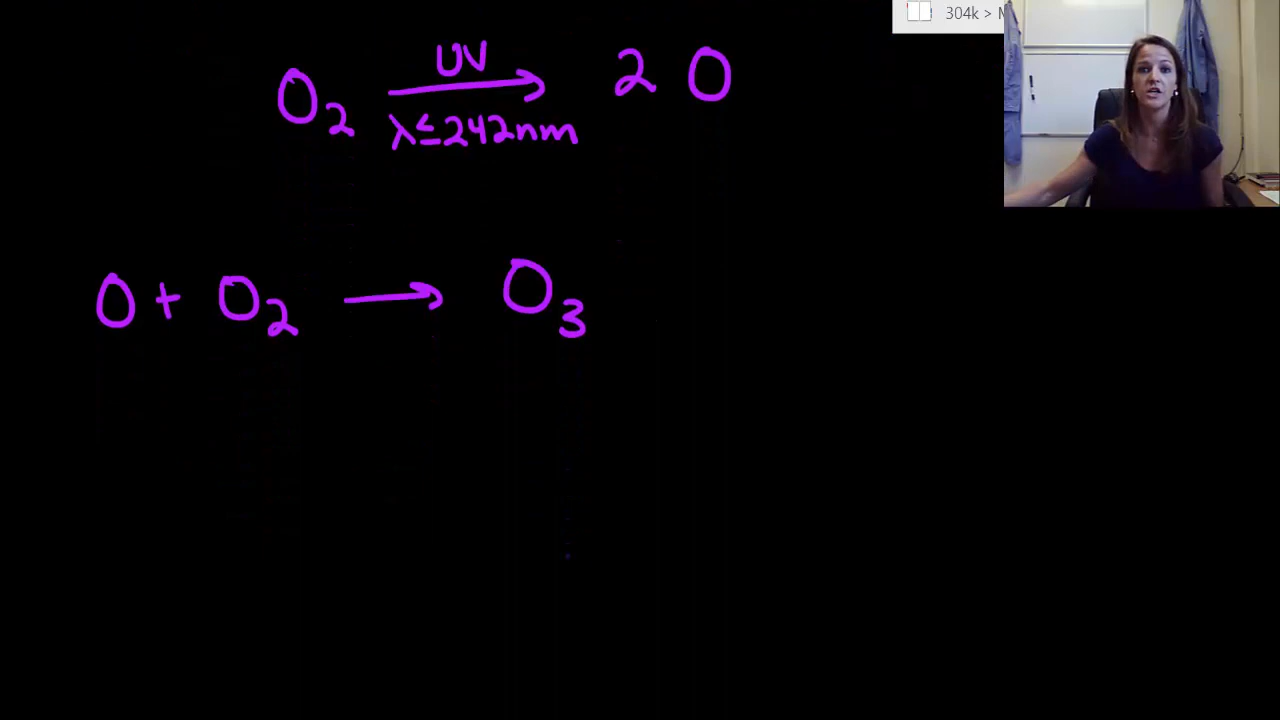 304k >
UV
O₂ → 2 O
λ≤242nm
O + O₂ → O₃